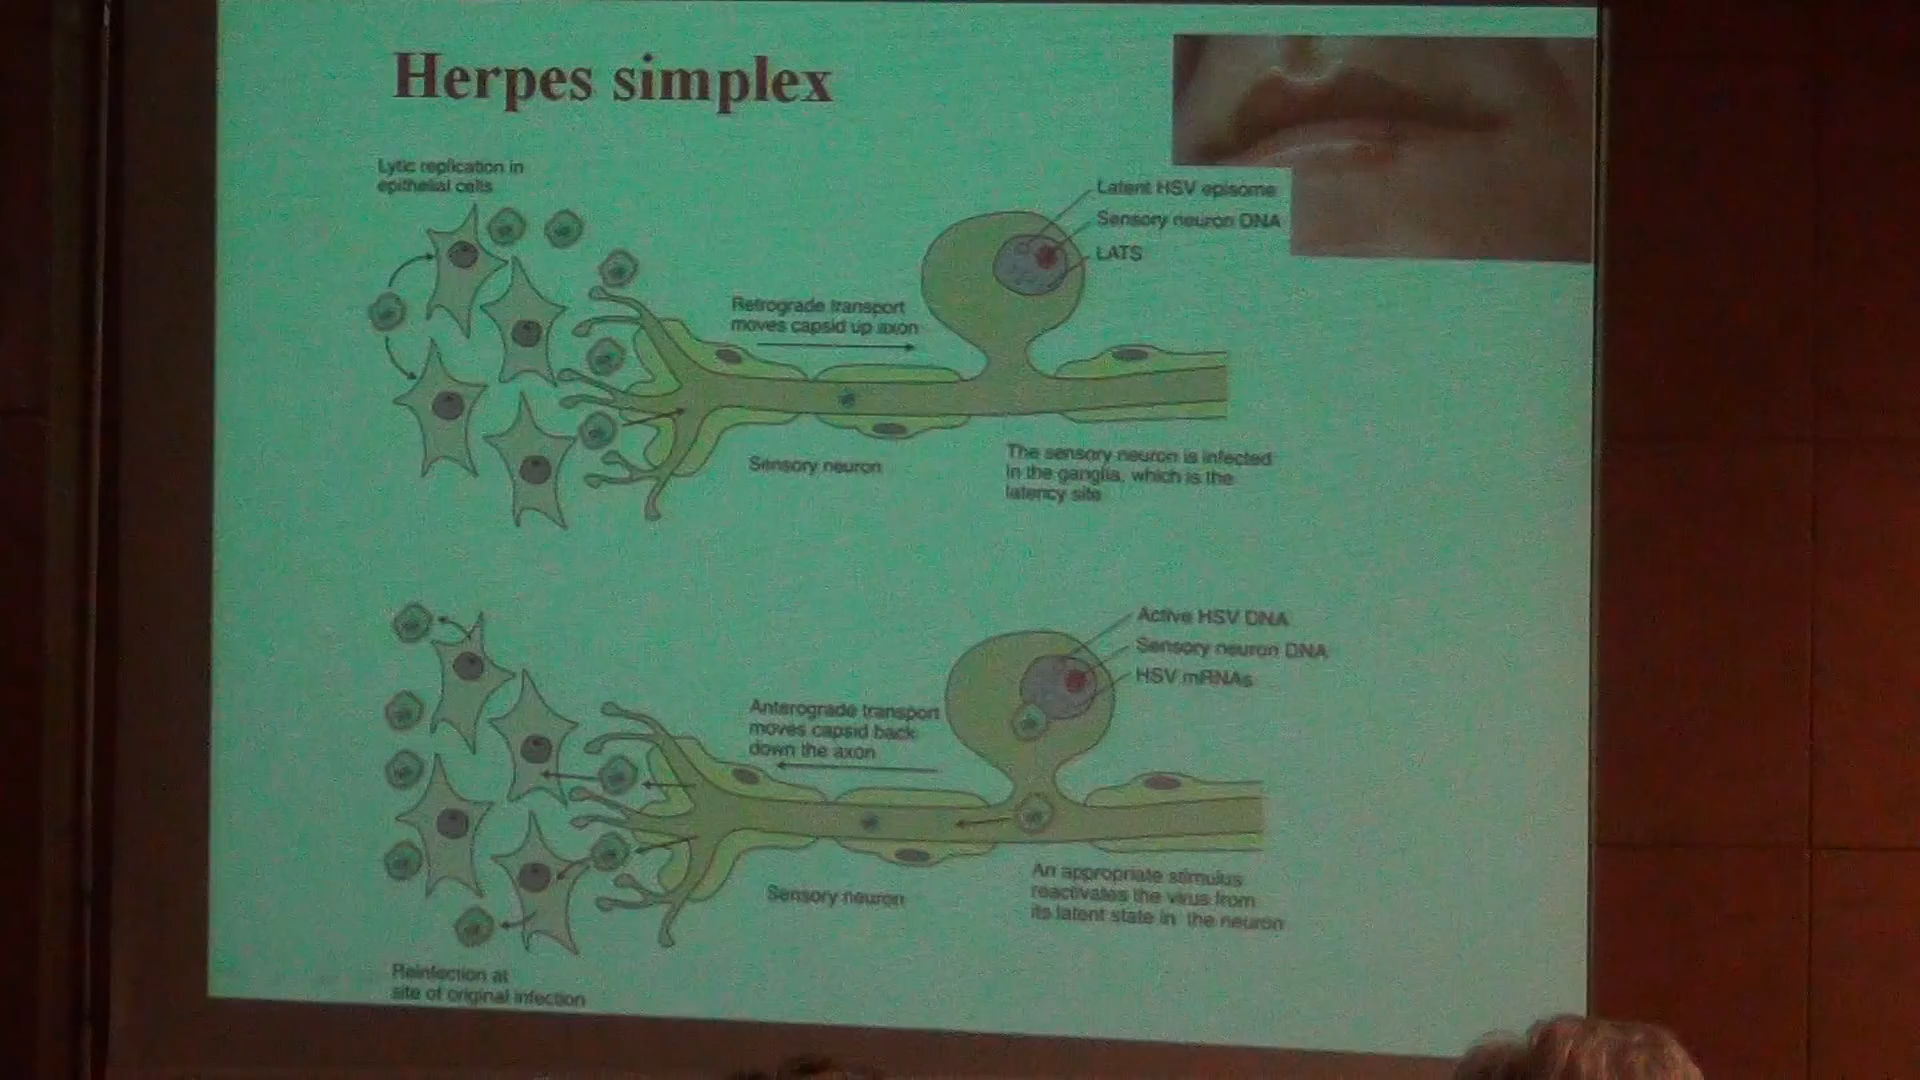 Herpes simplex
Lytic replication in
epithelial cells
Latent HSV episome
Sensory neuron DNA
LATS
Retrograde transport
moves capsid up axon
Sensory neuron
The sensory neuron is infected
in the ganglia, which is the
latency site
Active HSV DNA
Sensory neuron DNA
HSV mRNAs
Anterograde transport
moves capsid back
down the axon
Sensory neuron
An appropriate stimulus
reactivates the virus from
its latent state in the neuron
Reinfection at
site of original infection